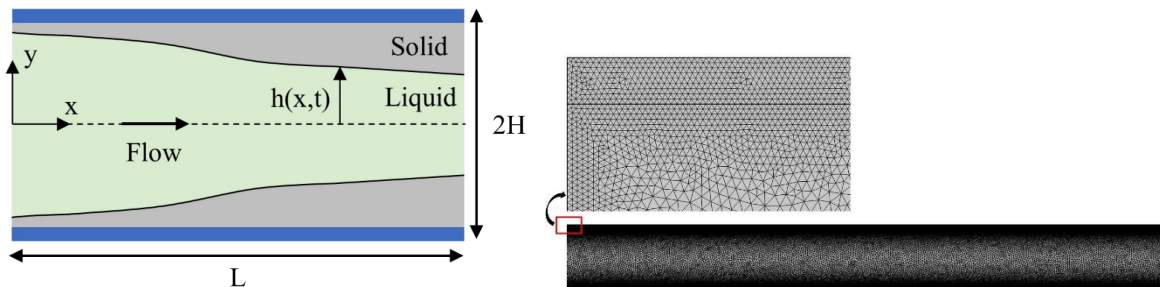 Solid
y
h(x,t)
Liquid
x
2H
Flow
L